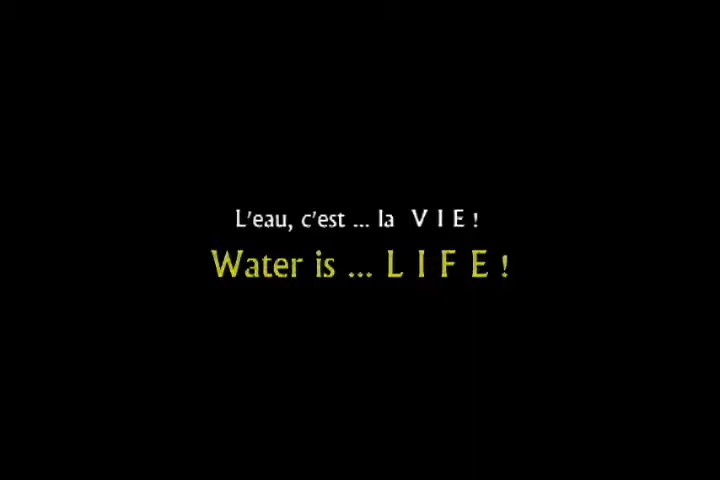 L'eau, c'est ... la V I E !
Water is ... L I F E !